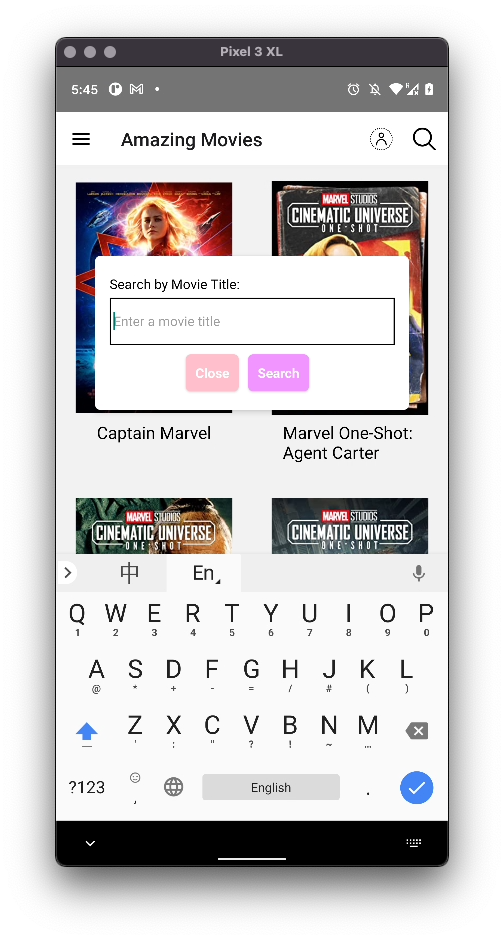 Pixel 3 XL
5:45
Amazing Movies
MARVEL STUDIOS
CINEMATIC UNIVERSE
ONE-SHOT
Search by Movie Title:
Enter a movie title
Close Search
Captain Marvel
Marvel One-Shot:
Agent Carter
MARVEL STUDIOS MARVEL STUDIOS
CINEMATIC UNIVERSE CINEMATIC UNIVERSE
ONE-SHOT ONE-SHOT
中 En
Q W E R T Y U I O P
1 2 3 4 5 6 7 8 9 0
A S D F G H J K L
@ * + - = / # ( )
Z X C V B N M
' : " ? ! ~ …
?123 , English .